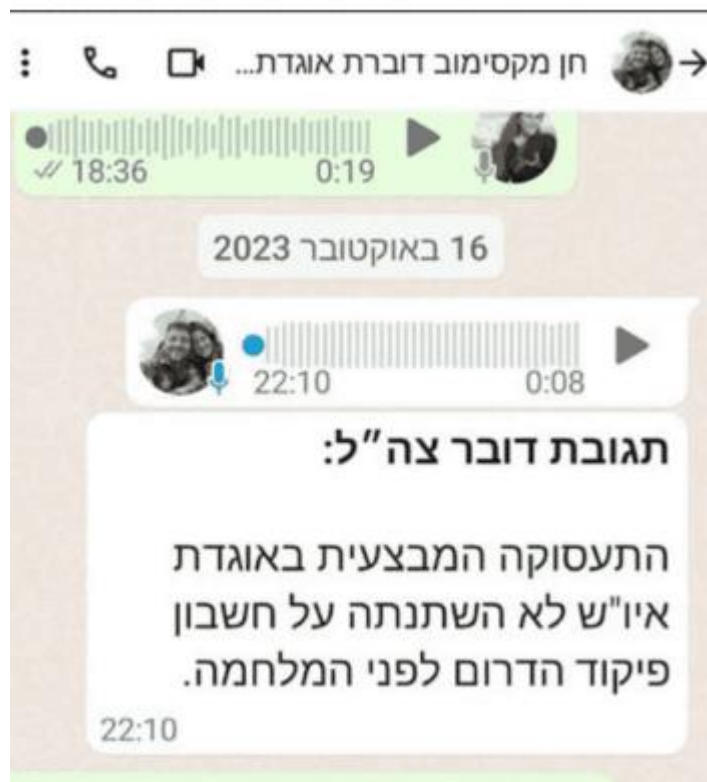 חן מקסימוב דוברת אוגדת...
0:19
18:36
16 באוקטובר 2023
0:08
22:10
תגובת דובר צה״ל:
התעסוקה המבצעית באוגדת
איו"ש לא השתנתה על חשבון
פיקוד הדרום לפני המלחמה.
22:10